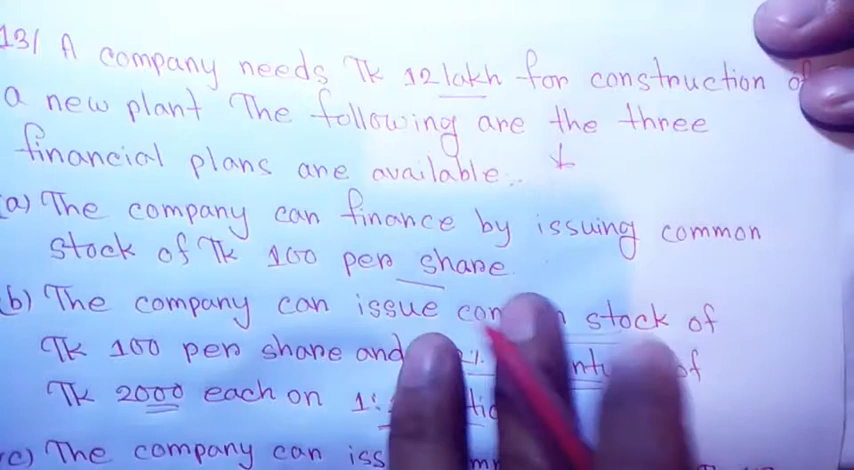 13/ A company needs Tk 12 lakh for construction of
a new plant The following are the three
financial plans are available..
(a) The company can finance by issuing common
stock of Tk 100 per share.
(b) The company can issue stock of
Tk 100 per share and of
Tk 2000 each on
(c) The company can